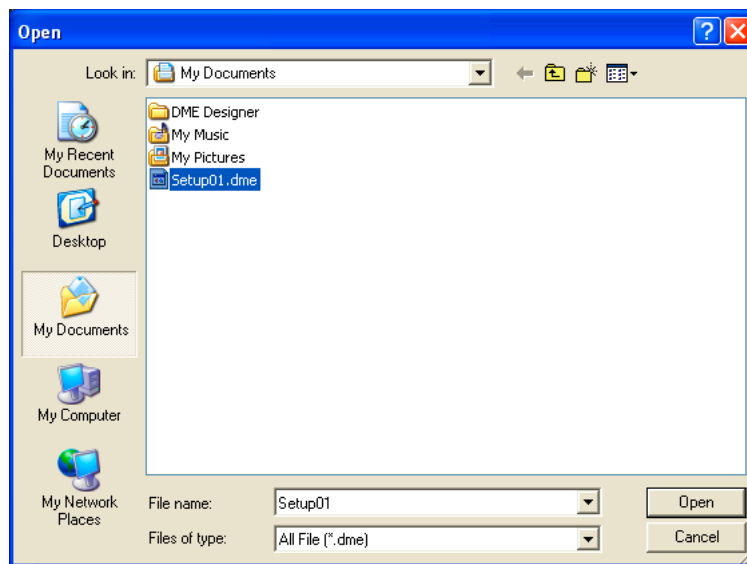 Open
Look in: My Documents
My Recent
Documents
Desktop
My Documents
My Computer
My Network
Places
DME Designer
My Music
My Pictures
Setup01.dme
File name: Setup01 Open
Files of type: All File (*.dme) Cancel